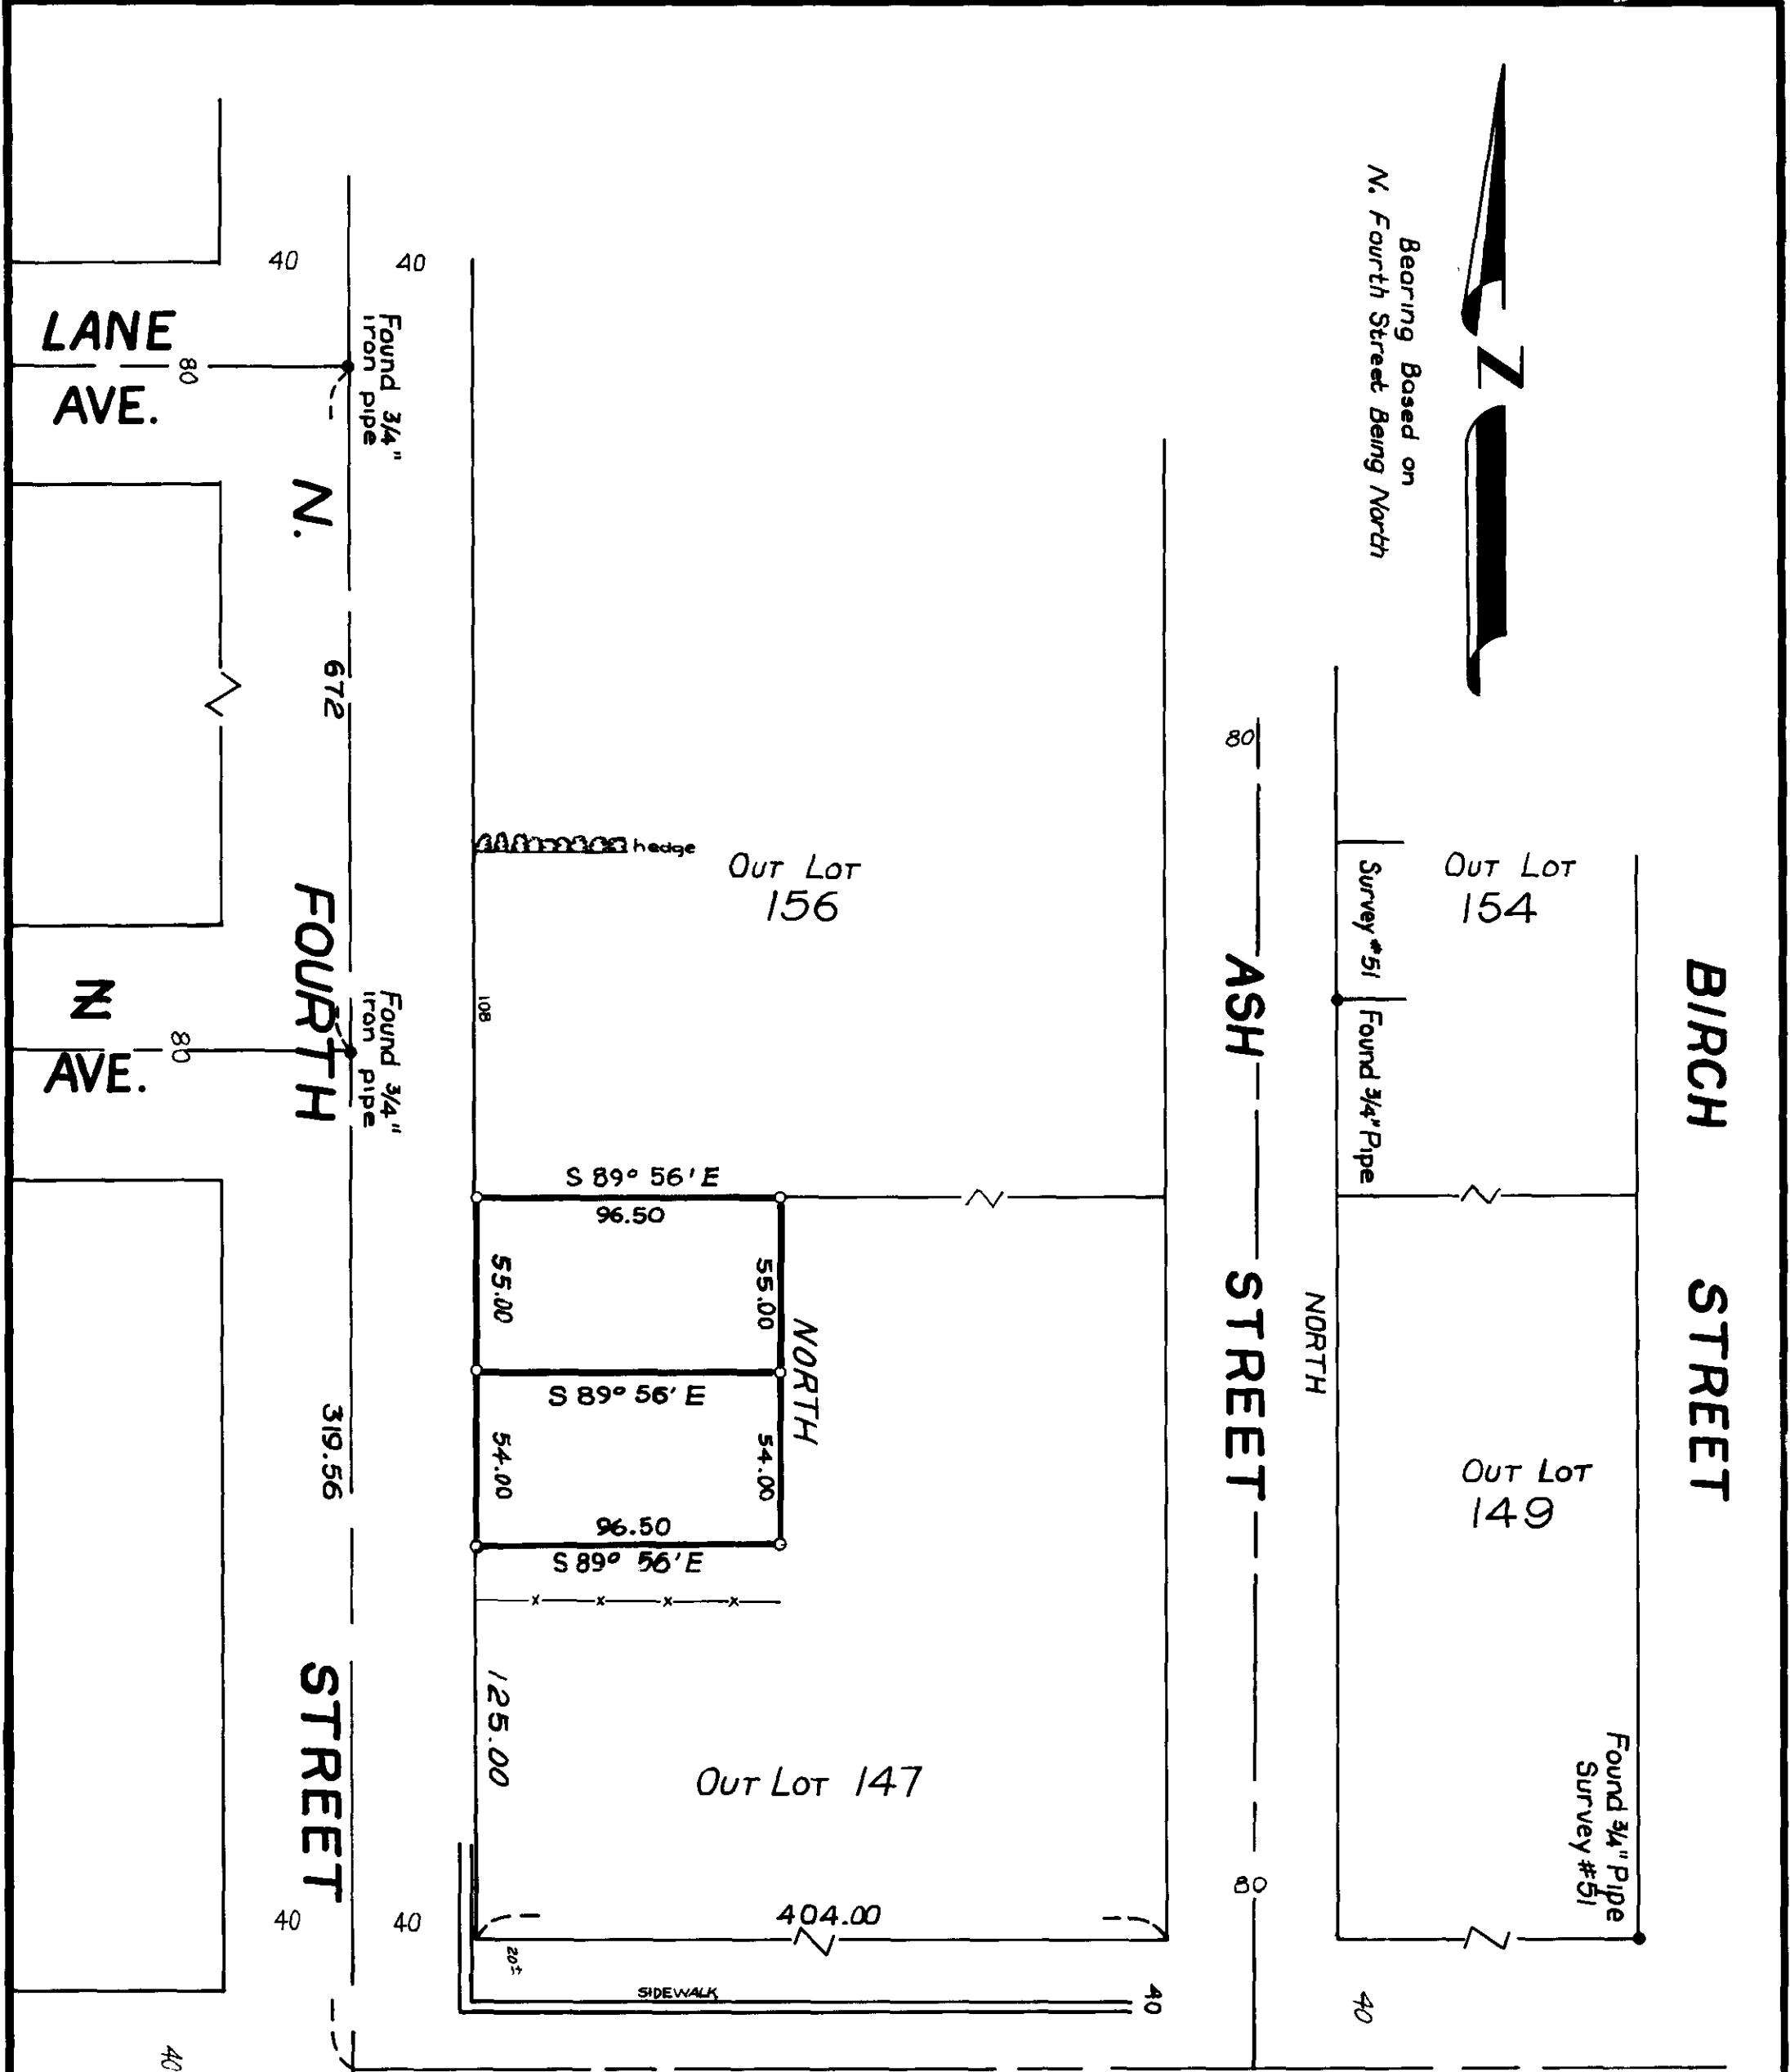 Bearing Based on
N. Fourth Street Being North
N
40
40
LANE
80
AVE.
Found 3/4"
iron pipe
N.
672
80
hedge
OUT LOT
156
OUT LOT
154
Survey #51
Found 3/4" Pipe
BIRCH STREET
FOURTH
108
ASH STREET
N
80
AVE.
Found 3/4"
iron pipe
S 89° 56' E
96.50
55.00
55.00
NORTH
NORTH
S 89° 56' E
319.56
54.00
54.00
96.50
S 89° 56' E
OUT LOT
149
STREET
125.00
OUT LOT 147
Found 3/4" Pipe
Survey #51
80
40
40
404.00
SIDEWALK
40
40
40